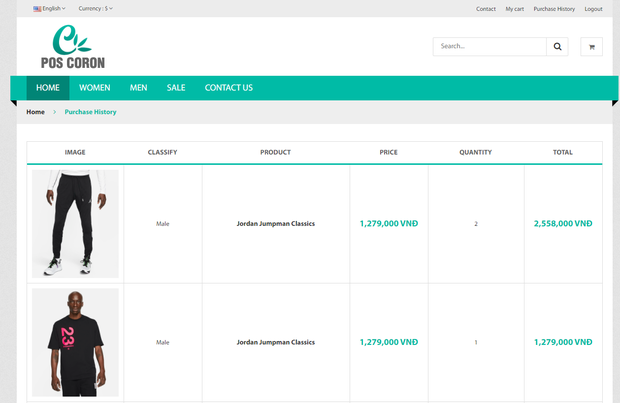 English
Currency : $
Contact
My cart
Purchase History
Logout
POS CORON
Search...
HOME
WOMEN
MEN
SALE
CONTACT US
Home > Purchase History
IMAGE CLASSIFY PRODUCT PRICE QUANTITY TOTAL
Male Jordan Jumpman Classics 1,279,000 VNĐ 2 2,558,000 VNĐ
23
Male Jordan Jumpman Classics 1,279,000 VNĐ 1 1,279,000 VNĐ